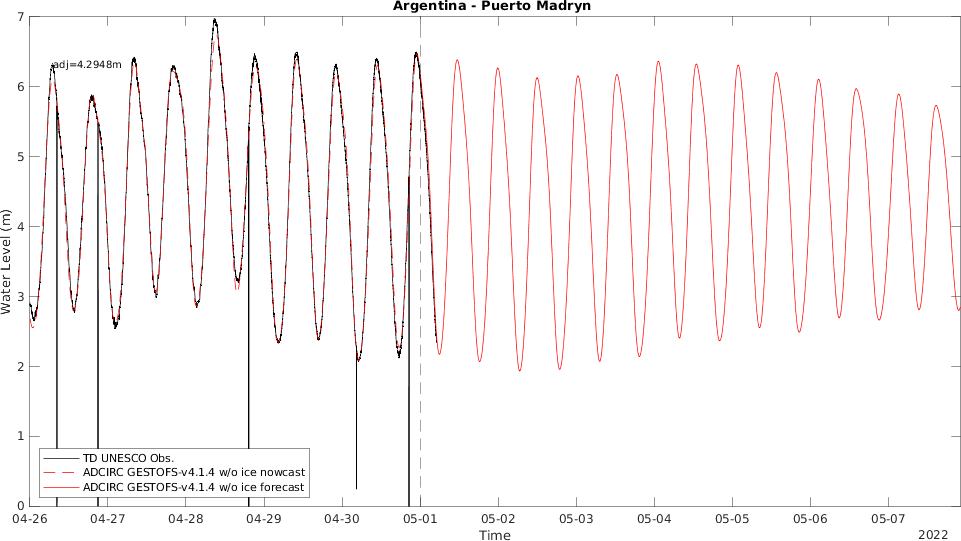 Argentina - Puerto Madryn
7
adj=4.2948m
6
5
4
3
2
1
0
Water Level (m)
TD UNESCO Obs.
ADCIRC GESTOFS-v4.1.4 w/o ice nowcast
ADCIRC GESTOFS-v4.1.4 w/o ice forecast
04-26 04-27 04-28 04-29 04-30 05-01 05-02 05-03 05-04 05-05 05-06 05-07
Time
2022